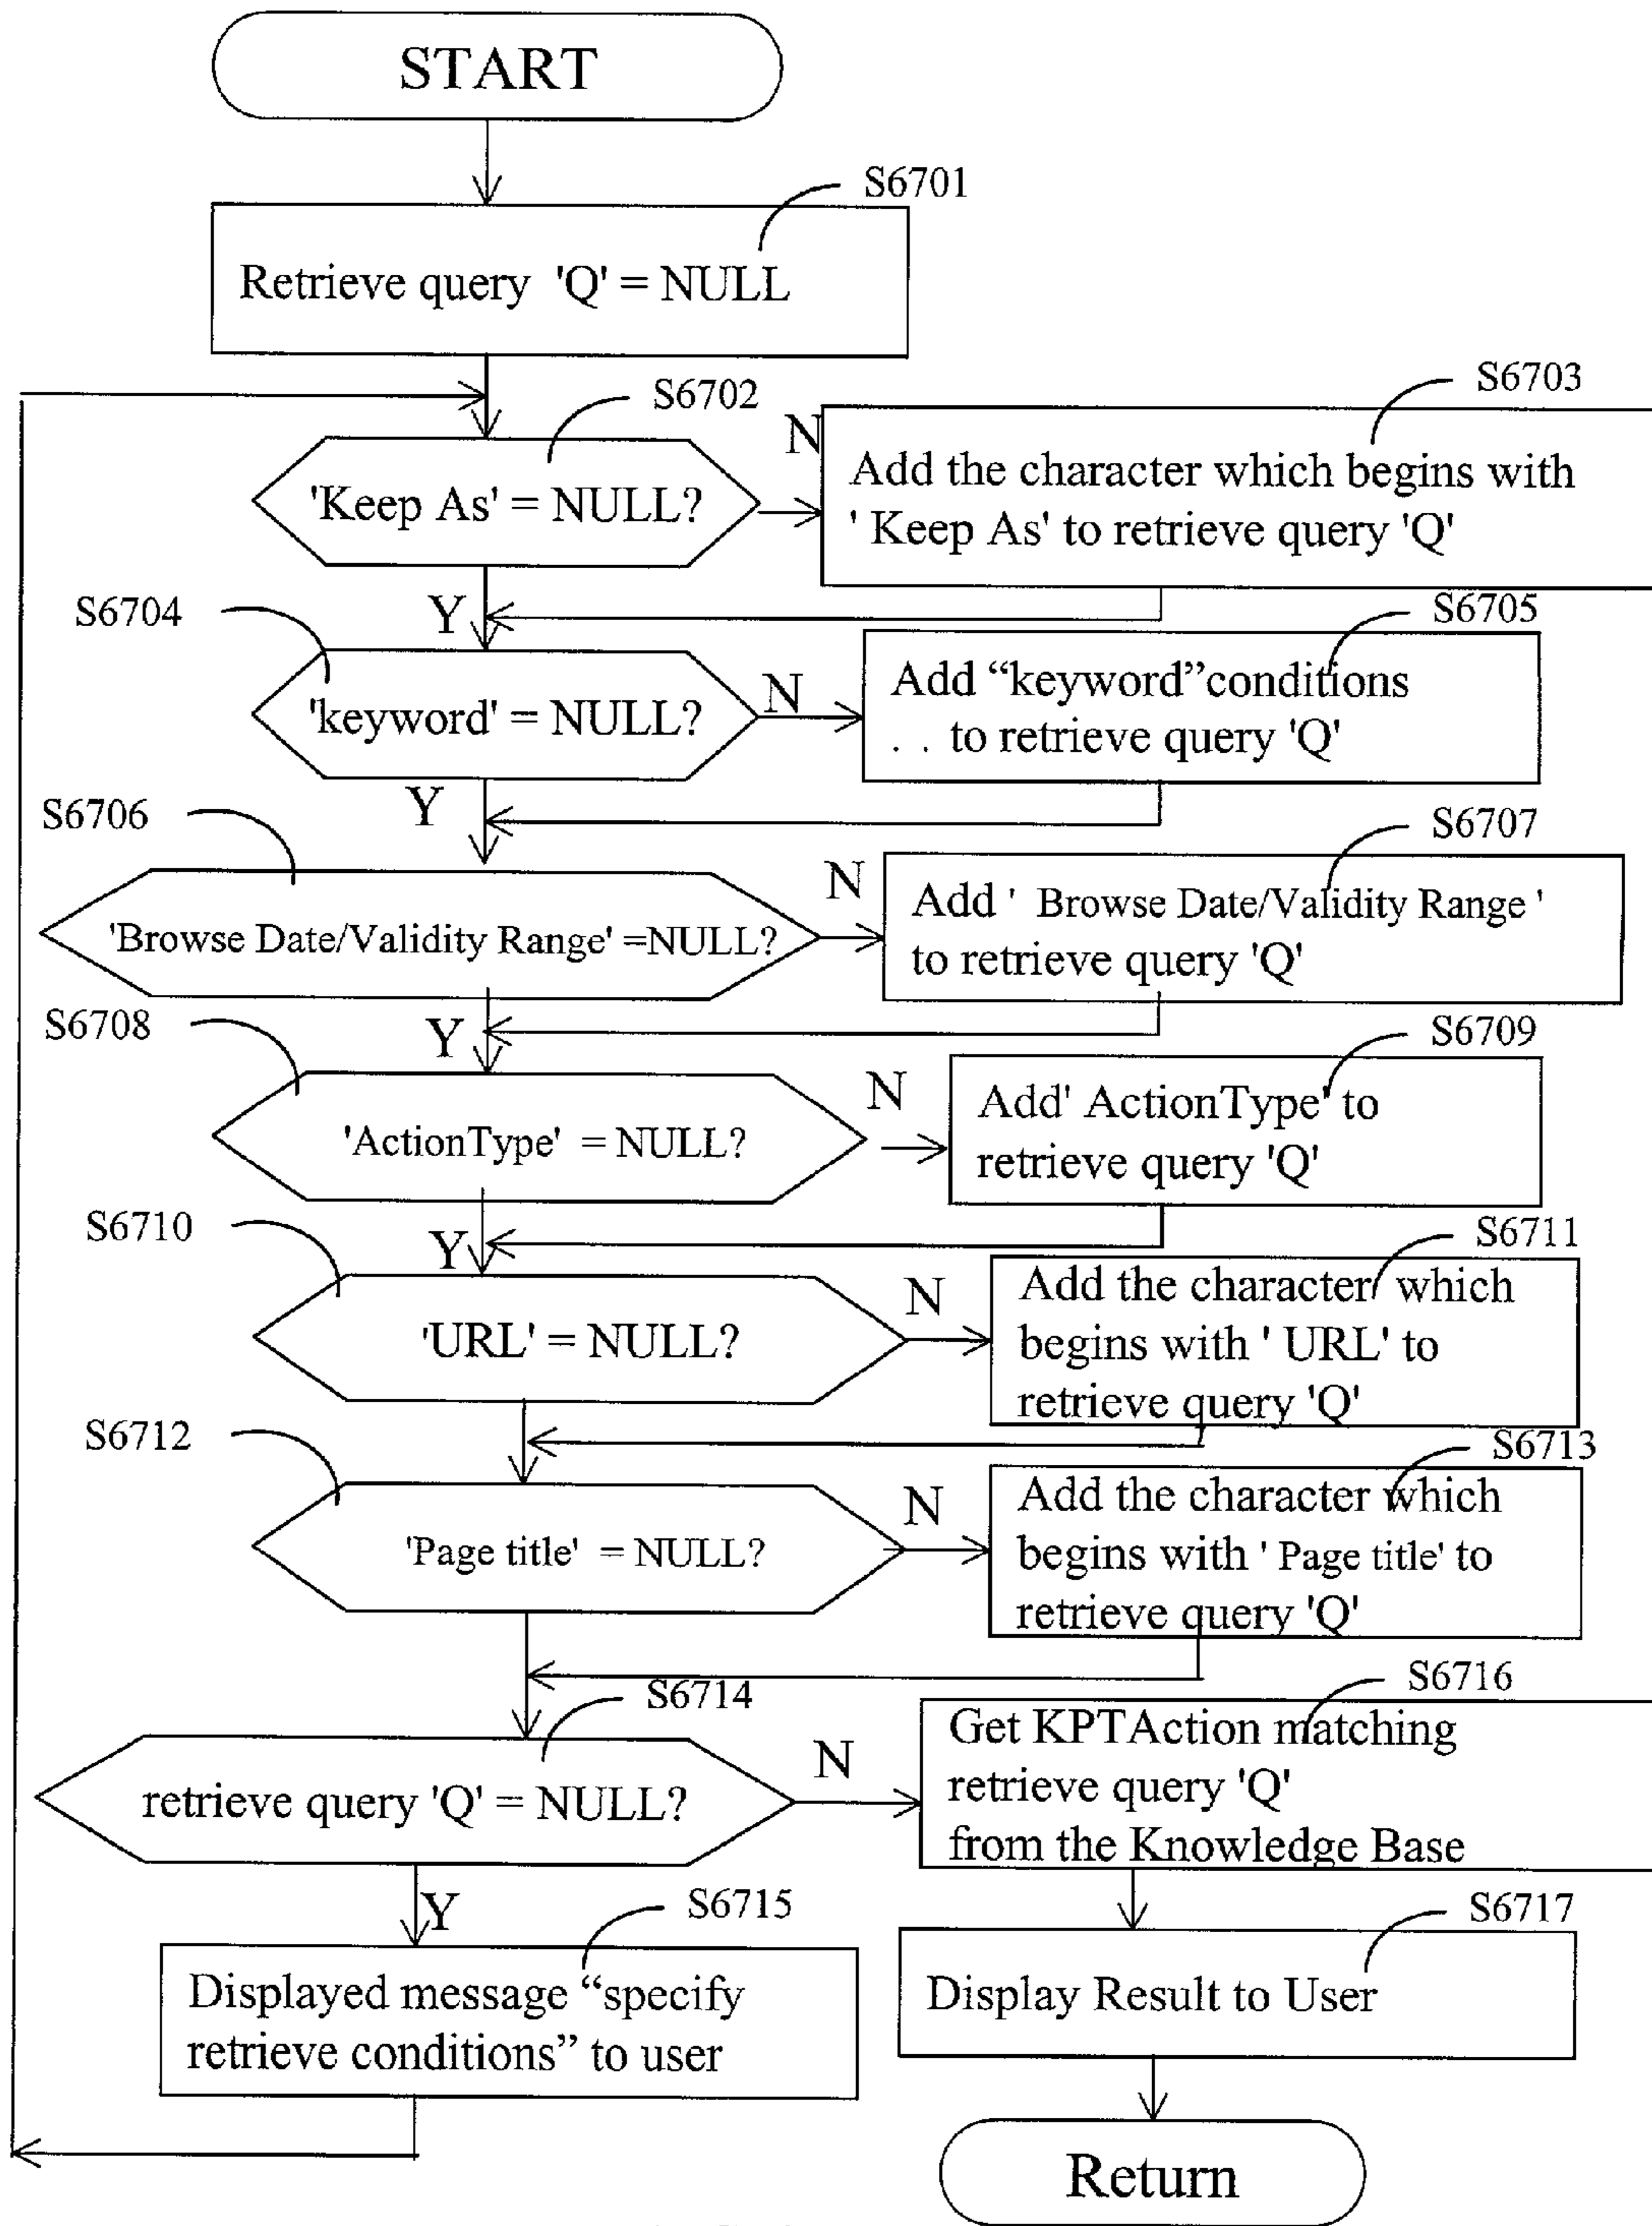 START
S6701
Retrieve query 'Q' = NULL
S6702
'Keep As' = NULL?
N
S6703
Add the character which begins with
' Keep As' to retrieve query 'Q'
Y
S6704
'keyword' = NULL?
N
S6705
Add “keyword”conditions
. . to retrieve query 'Q'
Y
S6706
'Browse Date/Validity Range' =NULL?
N
S6707
Add ' Browse Date/Validity Range '
to retrieve query 'Q'
Y
S6708
'ActionType' = NULL?
N
S6709
Add' ActionType' to
retrieve query 'Q'
Y
S6710
'URL' = NULL?
N
S6711
Add the character which
begins with ' URL' to
retrieve query 'Q'
S6712
'Page title' = NULL?
N
S6713
Add the character which
begins with ' Page title' to
retrieve query 'Q'
S6714
retrieve query 'Q' = NULL?
N
S6716
Get KPTAction matching
retrieve query 'Q'
from the Knowledge Base
Y
S6715
Displayed message “specify
retrieve conditions” to user
S6717
Display Result to User
Return